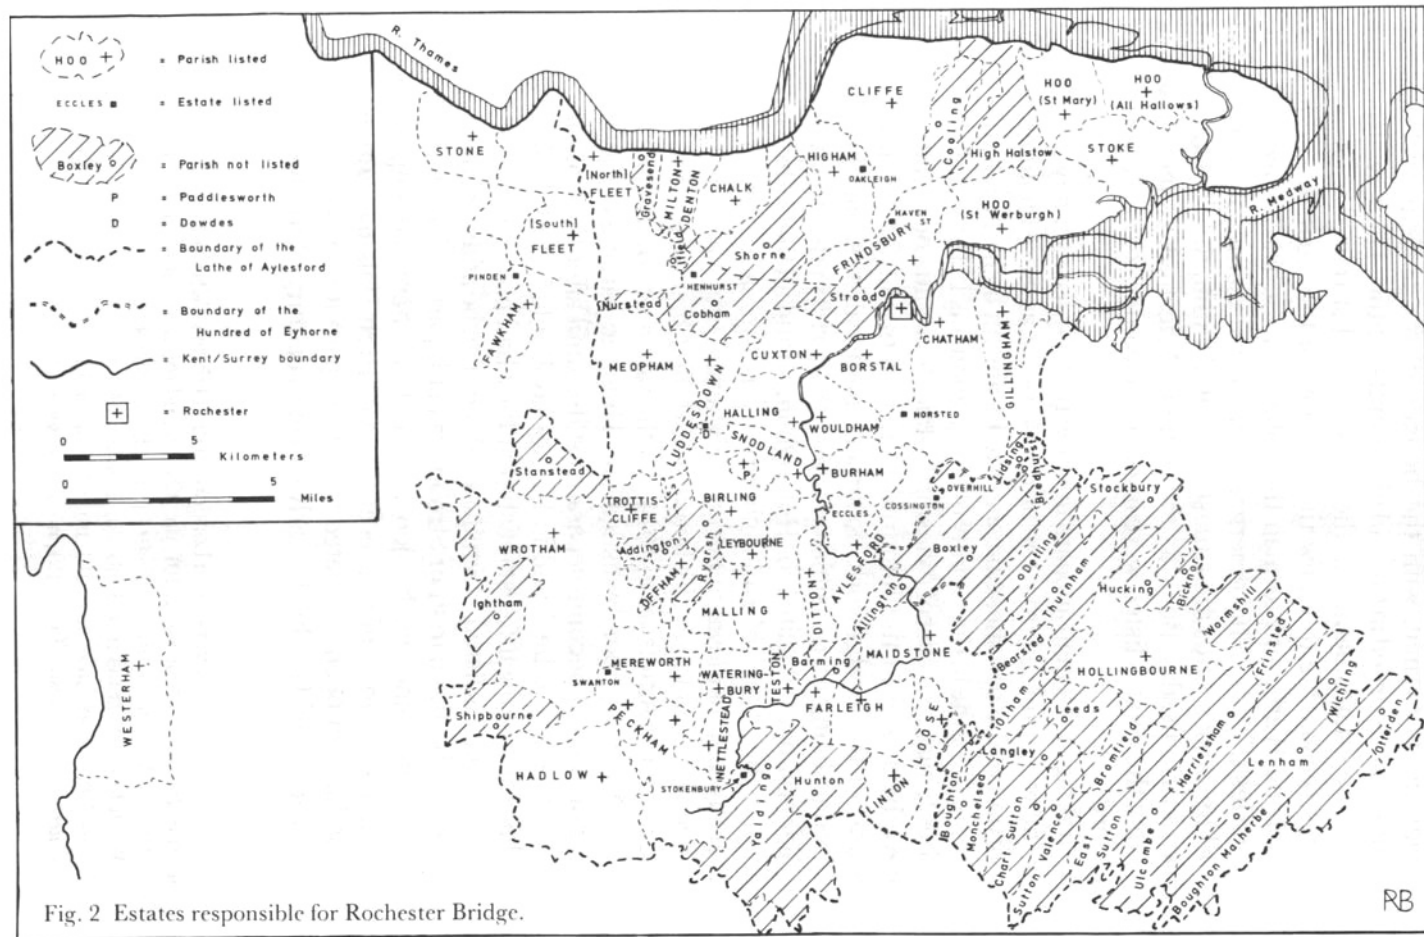 HOO = Parish listed
ECCLES = Estate listed
Boxley = Parish not listed
P = Paddlesworth
D = Dowdes
= Boundary of the
Lathe of Aylesford
= Boundary of the
Hundred of Eyhorne
= Kent/Surrey boundary
= Rochester
0 5
Kilometers
0 5
Miles
R. Thames
R. Medway
STONE
[North]
FLEET
Gravesend
MILTON
DENTON
Ifield
CHALK
HIGHAM
OAKLEIGH
CLIFFE
Cooling
High Halstow
HOO
(St Mary)
HOO
(All Hallows)
STOKE
HOO
(St Werburgh)
HAVEN
ST
FRINDSBURY
[South]
FLEET
PINDEN
FAWKHAM
Nurstead
HENHURST
Cobham
Shorne
Strood
MEOPHAM
LUDDESDOWN
CUXTON
BORSTAL
CHATHAM
GILLINGHAM
HALLING
WOULDHAM
NORSTED
D
SNODLAND
P
BURHAM
Lidsing
Bredhurst
OVERHILL
COSSINGTON
ECCLES
Stockbury
Stanstead
TROTTIS
CLIFFE
BIRLING
WROTHAM
Addington
Ryarsh
LEYBOURNE
OFFHAM
MALLING
DITTON
AYLESFORD
Allington
Boxley
Detling
Thurnham
Hucking
Bicknor
Wormshill
Frinsted
Wichling
Otterden
Ightham
WESTERHAM
MEREWORTH
SWANTON
WATERING-
BURY
TESTON
Barming
MAIDSTONE
Bearsted
HOLLINGBOURNE
Shipbourne
PECKHAM
NETTLESTEAD
FARLEIGH
LOOSE
Otham
Leeds
Langley
Bromfield
Harrietsham
Lenham
HADLOW
STOKENBURY
Yalding
Hunton
LINTON
Boughton
Monchelsea
Chart Sutton
Sutton Valence
East
Sutton
Ulcombe
Boughton Malherbe
Fig. 2 Estates responsible for Rochester Bridge.
RB